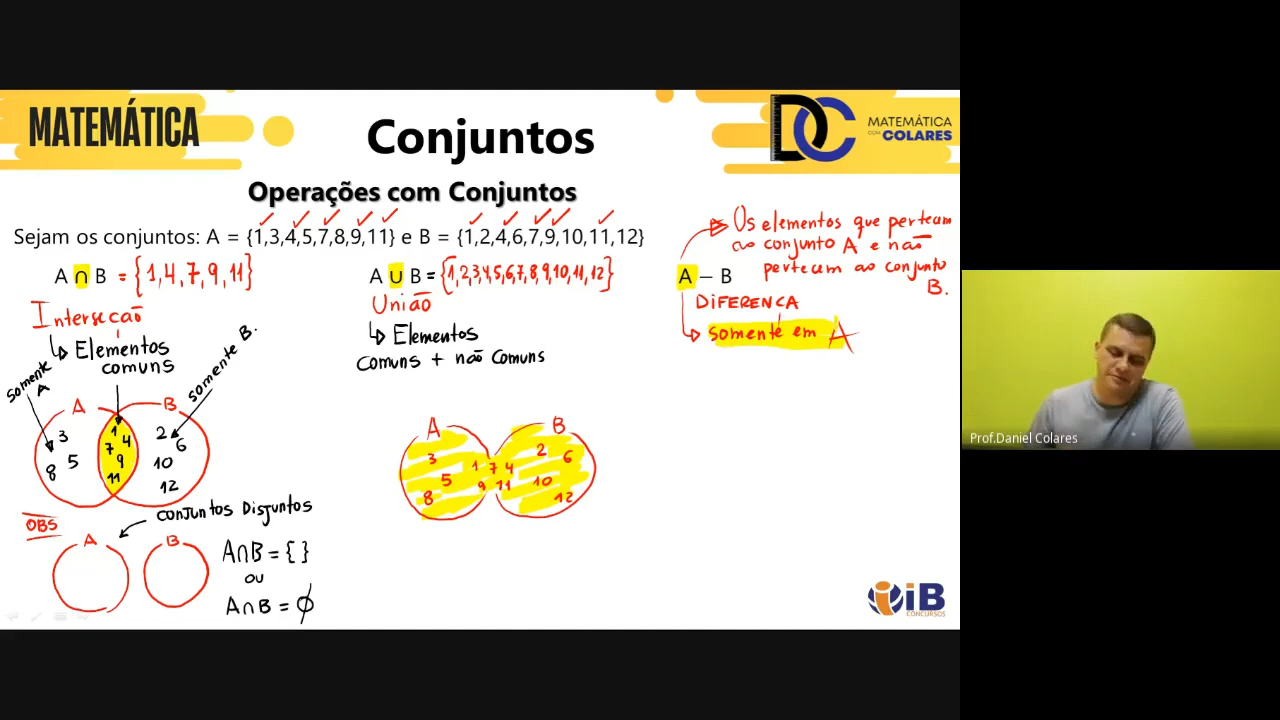 MATEMÁTICA
Conjuntos
DC
MATEMÁTICA
COM COLARES
Operações com Conjuntos
Sejam os conjuntos: A = {1,3,4,5,7,8,9,11} e B = {1,2,4,6,7,9,10,11,12}
A ∩ B = {1,4,7,9,11}
Interseção
Elementos
comuns
somente
A
somente B.
A
B
3
8
5
1
4
7
9
11
2
6
10
12
OBS
Conjuntos Disjuntos
A
B
A∩B = { }
ou
A∩B = ∅
A ∪ B = {1,2,3,4,5,6,7,8,9,10,11,12}
União
Elementos
comuns + não comuns
A
B
3
5
8
1 7 4
9 11
2
6
10
12
Os elementos que pertecam
ao conjunto A e não
pertecem ao conjunto
B.
A – B
DIFERENÇA
somente em A
iB
CONCURSOS
Prof.Daniel Colares